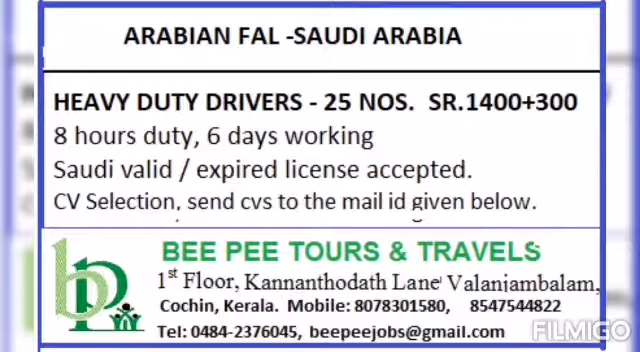 ARABIAN FAL -SAUDI ARABIA
HEAVY DUTY DRIVERS - 25 NOS. SR.1400+300
8 hours duty, 6 days working
Saudi valid / expired license accepted.
CV Selection, send cvs to the mail id given below.
bp
BEE PEE TOURS & TRAVELS
1st Floor, Kannanthodath Lane Valanjambalam,
Cochin, Kerala. Mobile: 8078301580, 8547544822
Tel: 0484-2376045, beepeejobs@gmail.com
FILMIGO